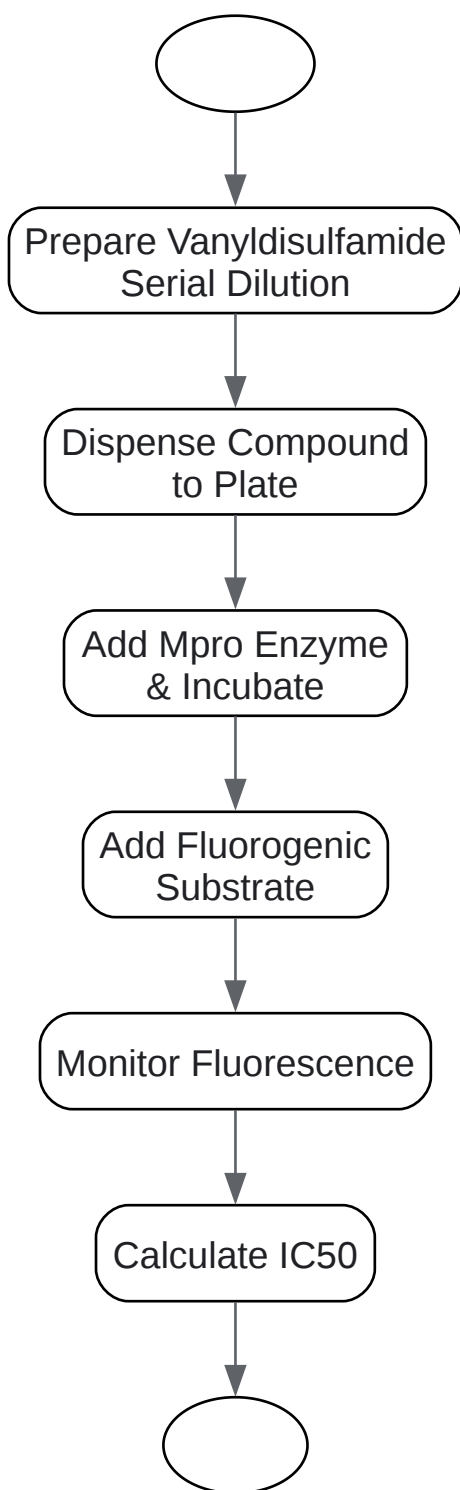 Prepare Vanyldisulfamide
Serial Dilution
Dispense Compound
to Plate
Add Mpro Enzyme
& Incubate
Add Fluorogenic
Substrate
Monitor Fluorescence
Calculate IC50